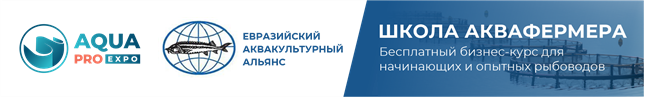 AQUA
PRO EXPO
ЕВРАЗИЙСКИЙ
АКВАКУЛЬТУРНЫЙ
АЛЬЯНС
ШКОЛА АКВАФЕРМЕРА
Бесплатный бизнес-курс для
начинающих и опытных рыбоводов